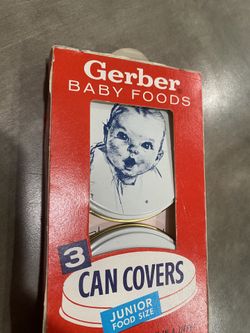 Gerber
BABY FOODS
3
CAN COVERS
JUNIOR
FOOD SIZE